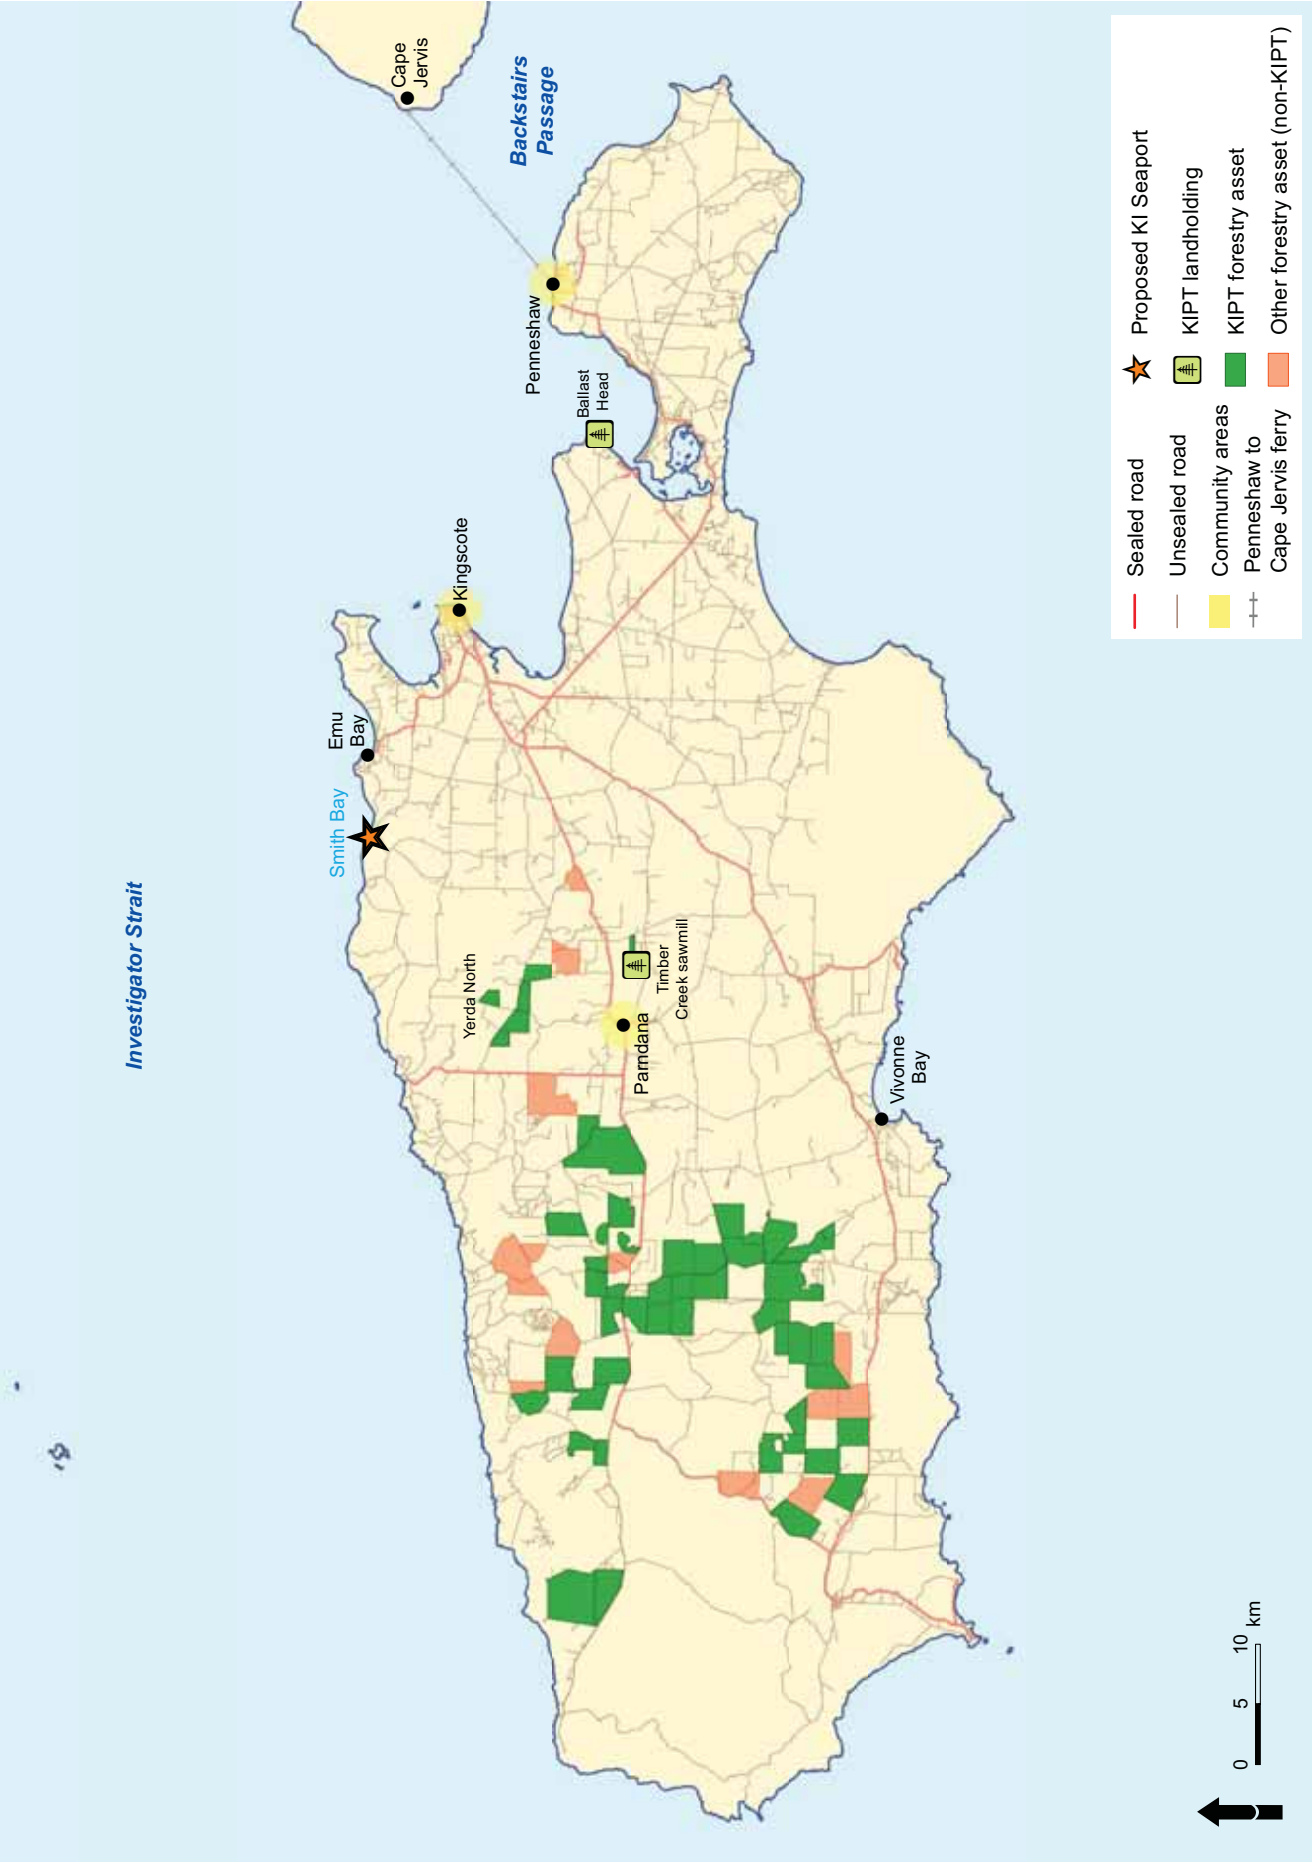 Investigator Strait
Smith Bay
Emu
Bay
Kingscote
Cape
Jervis
Backstairs
Passage
Penneshaw
Ballast
Head
Yerda North
Timber
Creek sawmill
Parndana
Vivonne
Bay
0 5 10
km
Sealed road
Unsealed road
Community areas
Penneshaw to
Cape Jervis ferry
Proposed KI Seaport
KIPT landholding
KIPT forestry asset
Other forestry asset (non-KIPT)